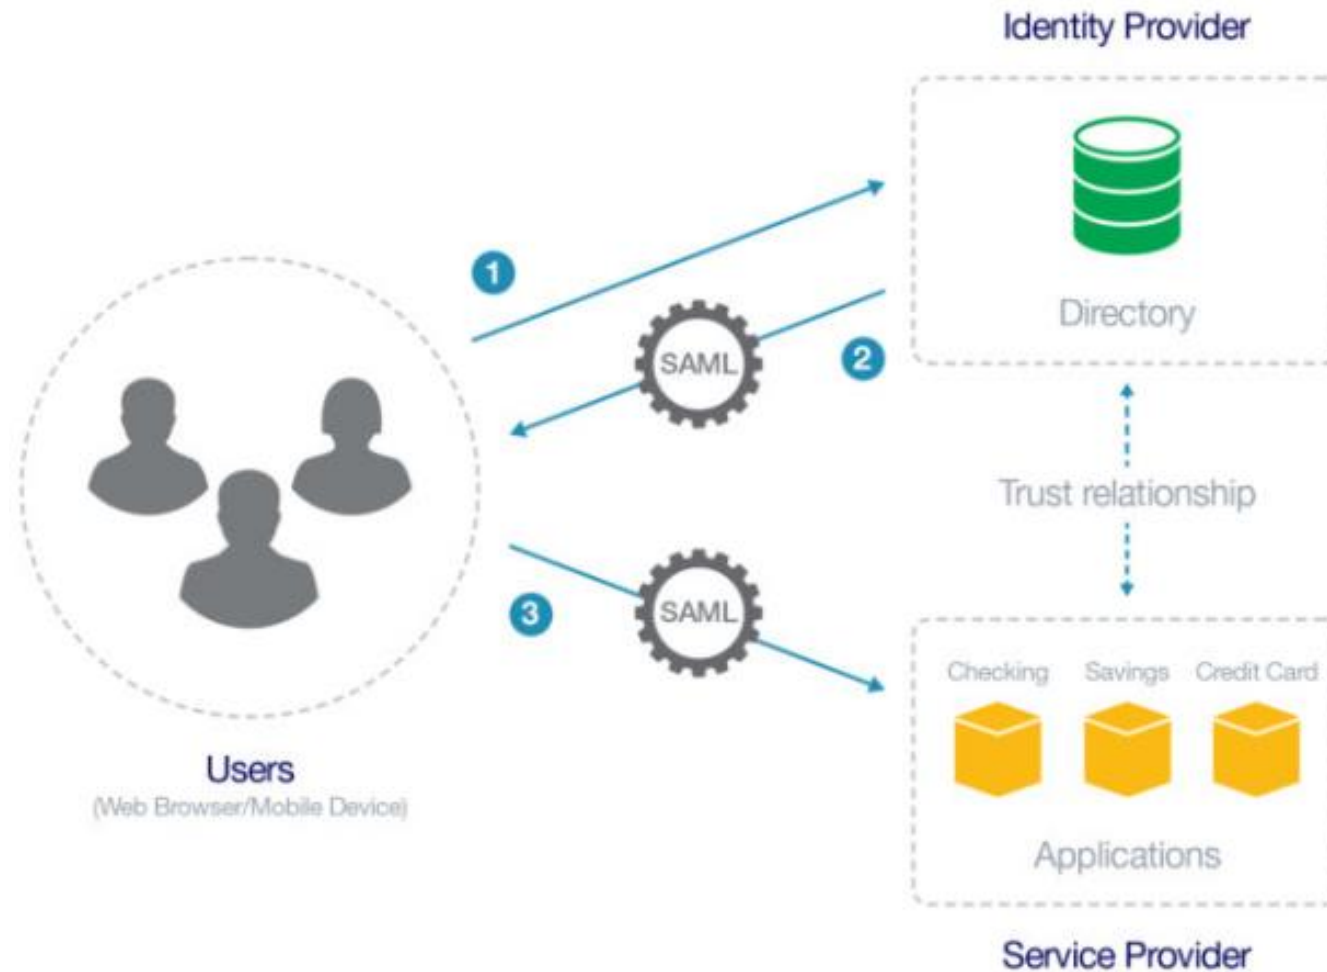 Identity Provider
1
SAML
2
Directory
Trust relationship
3
SAML
Checking Savings Credit Card
Users
(Web Browser/Mobile Device)
Applications
Service Provider